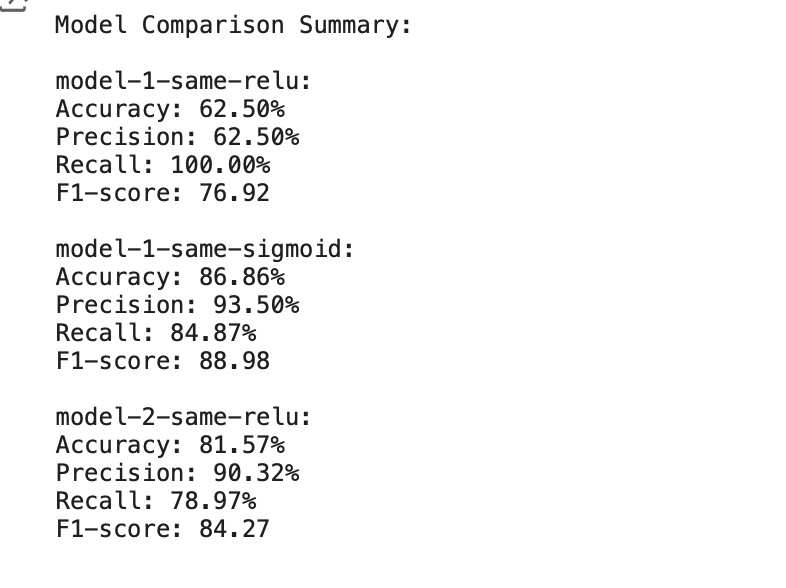 Model Comparison Summary:
model-1-same-relu:
Accuracy: 62.50%
Precision: 62.50%
Recall: 100.00%
F1-score: 76.92
model-1-same-sigmoid:
Accuracy: 86.86%
Precision: 93.50%
Recall: 84.87%
F1-score: 88.98
model-2-same-relu:
Accuracy: 81.57%
Precision: 90.32%
Recall: 78.97%
F1-score: 84.27